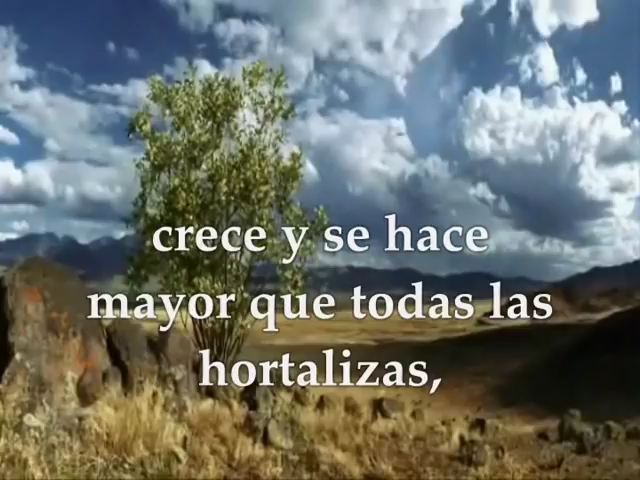 crece y se hace
mayor que todas las
hortalizas,